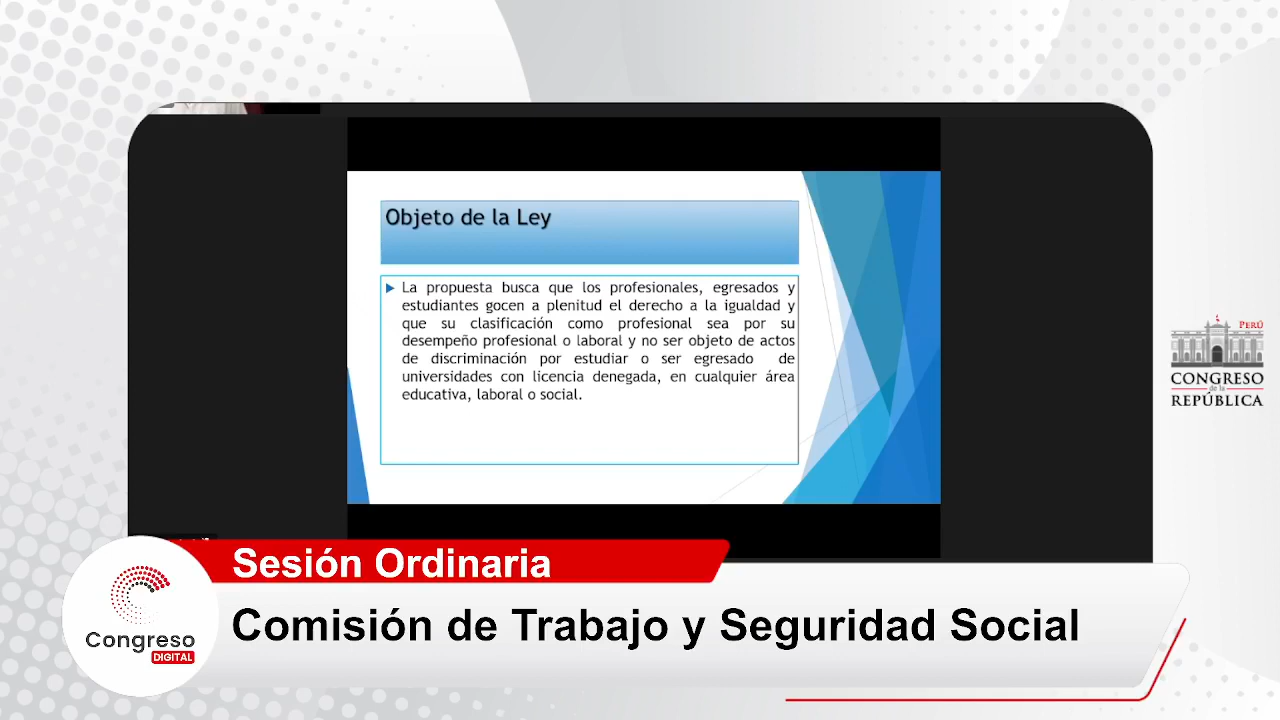 Objeto de la Ley
La propuesta busca que los profesionales, egresados y
estudiantes gocen a plenitud el derecho a la igualdad y
que su clasificación como profesional sea por su
desempeño profesional o laboral y no ser objeto de actos
de discriminación por estudiar o ser egresado de
universidades con licencia denegada, en cualquier área
educativa, laboral o social.
PERÚ
CONGRESO
de la
REPÚBLICA
Sesión Ordinaria
Comisión de Trabajo y Seguridad Social
Congreso
DIGITAL